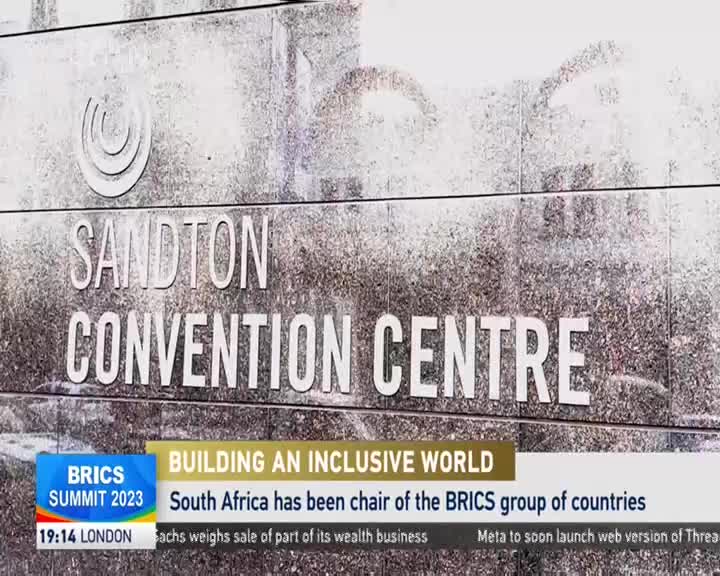 SANDTON
CONVENTION CENTRE
BUILDING AN INCLUSIVE WORLD
BRICS
SUMMIT 2023
South Africa has been chair of the BRICS group of countries
19:14 LONDON
weighs sale of part of its wealth business Meta to soon launch web version of